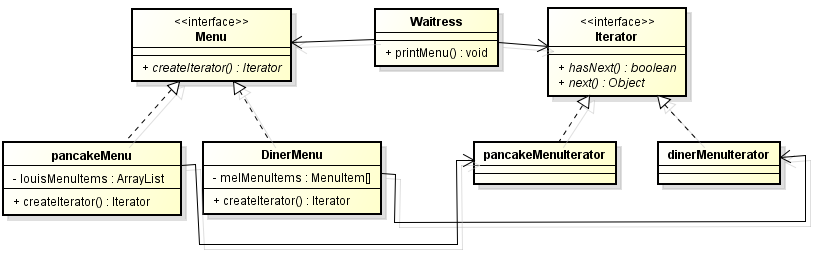 <<interface>>
Menu
+ createIterator() : Iterator
Waitress
+ printMenu() : void
<<interface>>
Iterator
+ hasNext() : boolean
+ next() : Object
pancakeMenu
- louisMenuItems : ArrayList
+ createIterator() : Iterator
DinerMenu
- melMenuItems : MenuItem[]
+ createIterator() : Iterator
pancakeMenuIterator
dinerMenuIterator